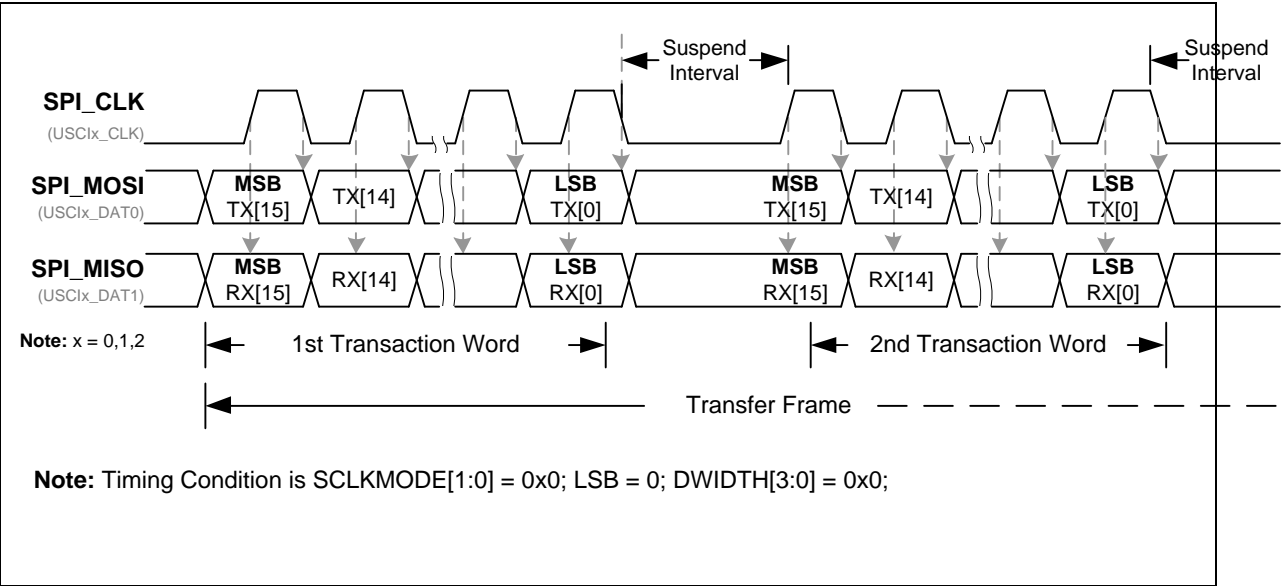 Suspend
Interval
Suspend
Interval
SPI_CLK
(USCIx_CLK)
SPI_MOSI
(USCIx_DAT0)
MSB
TX[15]
TX[14]
LSB
TX[0]
MSB
TX[15]
TX[14]
LSB
TX[0]
SPI_MISO
(USCIx_DAT1)
MSB
RX[15]
RX[14]
LSB
RX[0]
MSB
RX[15]
RX[14]
LSB
RX[0]
Note: x = 0,1,2
1st Transaction Word
2nd Transaction Word
Transfer Frame
Note: Timing Condition is SCLKMODE[1:0] = 0x0; LSB = 0; DWIDTH[3:0] = 0x0;